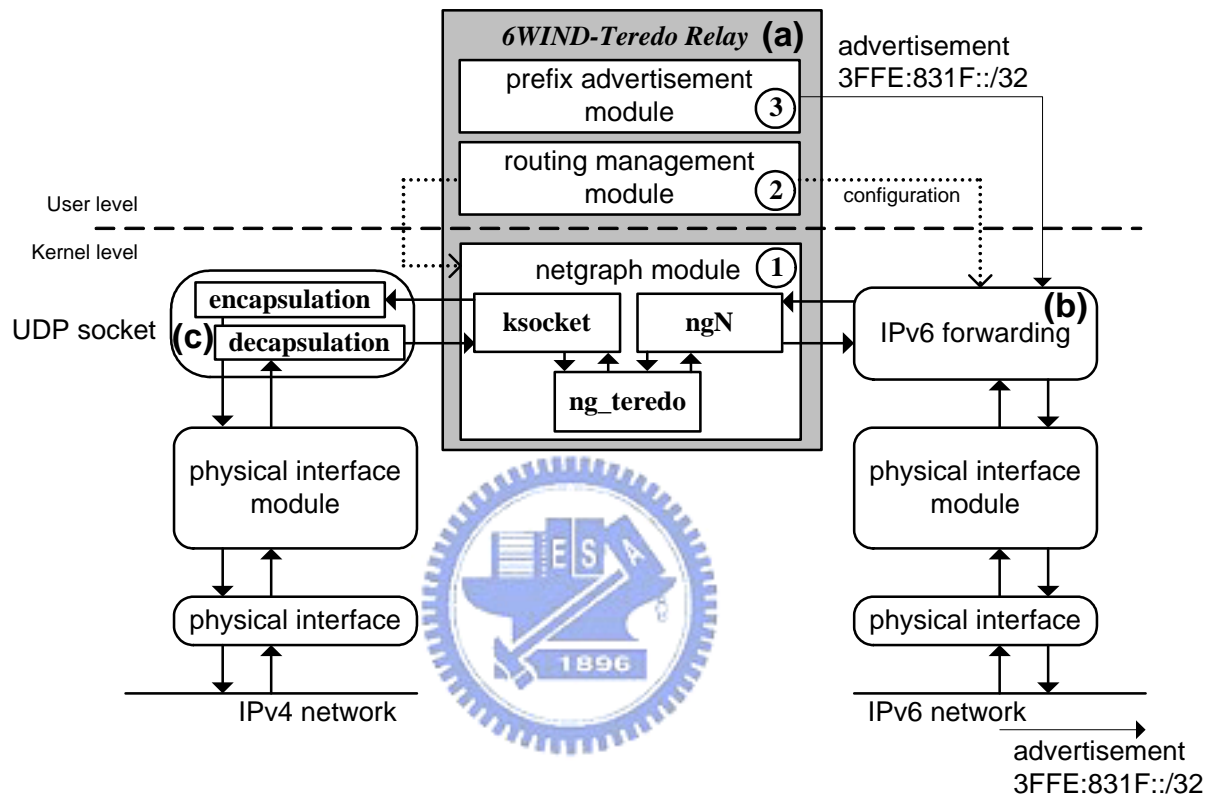 6WIND-Teredo Relay (a)
prefix advertisement
module
3
advertisement
3FFE:831F::/32
routing management
module
2
configuration
User level
Kernel level
netgraph module
1
encapsulation
decapsulation
UDP socket
(c)
ksocket
ngN
ng_teredo
(b)
IPv6 forwarding
physical interface
module
physical interface
module
physical interface
physical interface
IPv4 network
IPv6 network
advertisement
3FFE:831F::/32
E S A
1896